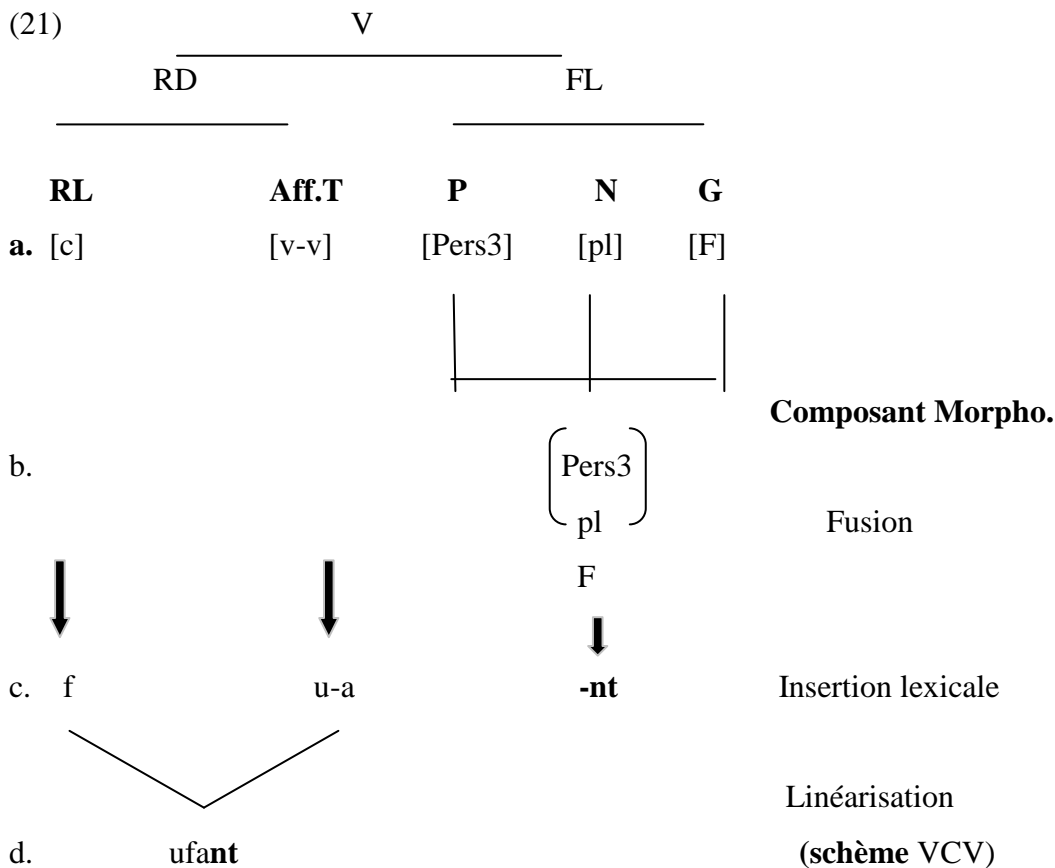 (21) V
RD FL
RL Aff.T P N G
a. [c] [v-v] [Pers3] [pl] [F]
Composant Morpho.
b. Pers3
pl Fusion
F
c. f u-a -nt Insertion lexicale
Linéarisation
d. ufant (schème VCV)